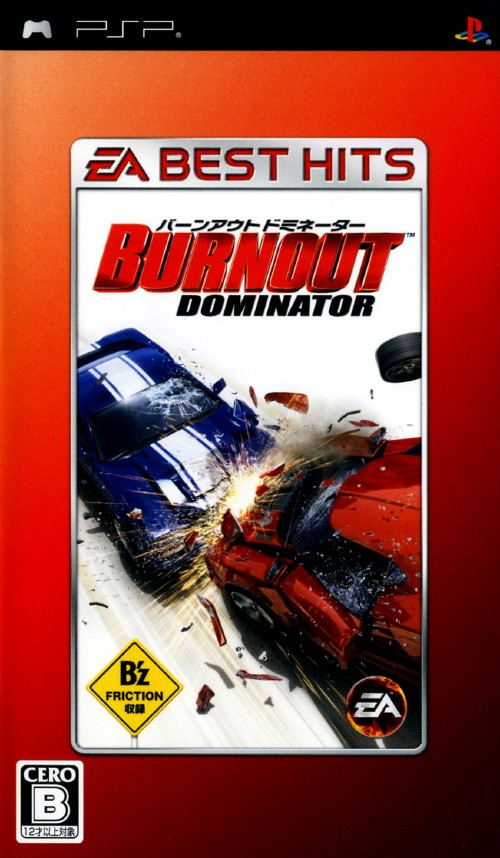 PSP®
®
EA BEST HITS
バーンアウト ドミネーター
BURNOUT™
DOMINATOR
B'z
FRICTION
収録
EA
CERO
B
12才以上対象